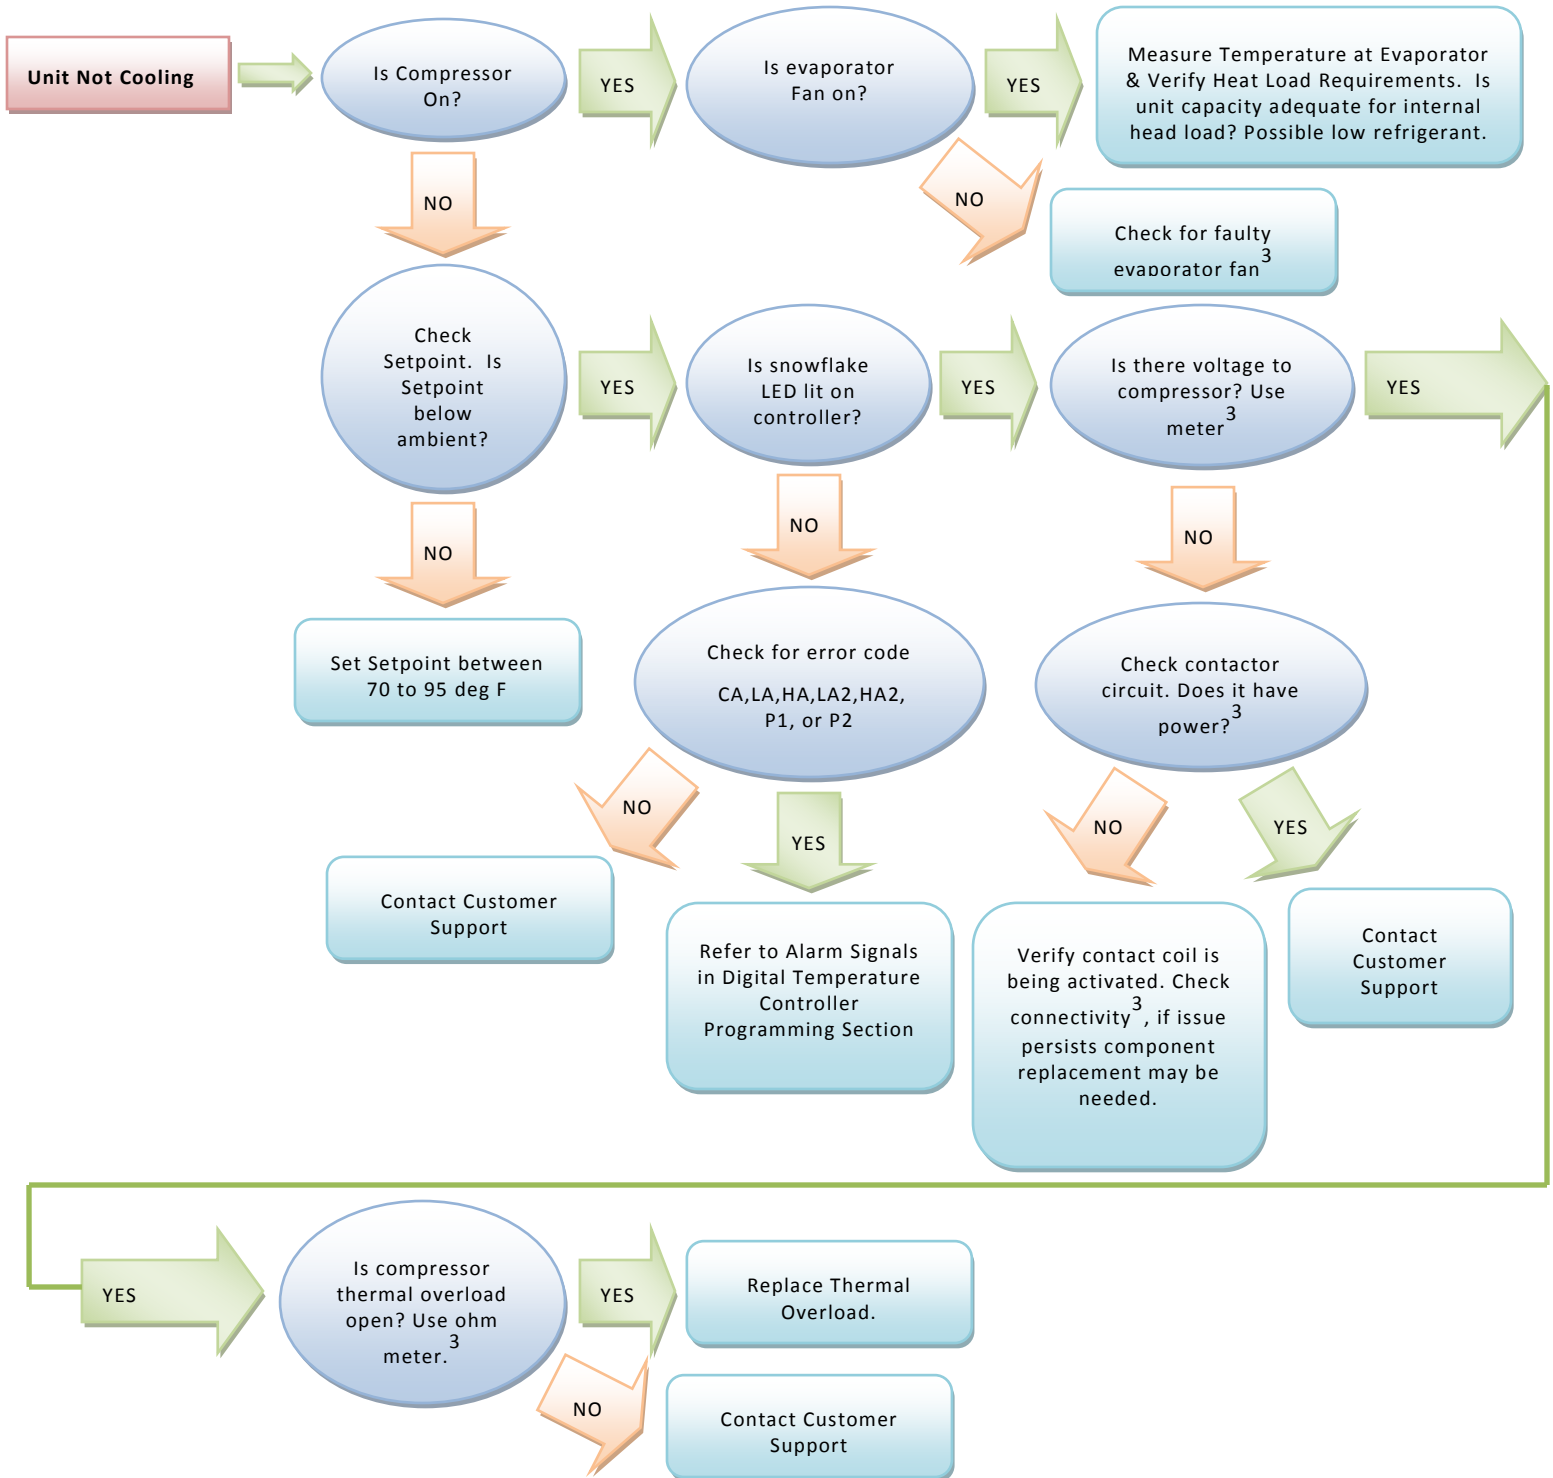 Unit Not Cooling
Is Compressor
On?
YES
Is evaporator
Fan on?
YES
Measure Temperature at Evaporator
& Verify Heat Load Requirements. Is
unit capacity adequate for internal
head load? Possible low refrigerant.
NO
NO
Check for faulty
evaporator fan3
Check
Setpoint. Is
Setpoint
below
ambient?
YES
Is snowflake
LED lit on
controller?
YES
Is there voltage to
compressor? Use
meter3
YES
NO
NO
NO
Set Setpoint between
70 to 95 deg F
Check for error code
CA,LA,HA,LA2,HA2,
P1, or P2
Check contactor
circuit. Does it have
power?3
NO
YES
NO
YES
Contact Customer
Support
Refer to Alarm Signals
in Digital Temperature
Controller
Programming Section
Verify contact coil is
being activated. Check
connectivity3, if issue
persists component
replacement may be
needed.
Contact
Customer
Support
YES
Is compressor
thermal overload
open? Use ohm
meter.3
YES
Replace Thermal
Overload.
NO
Contact Customer
Support